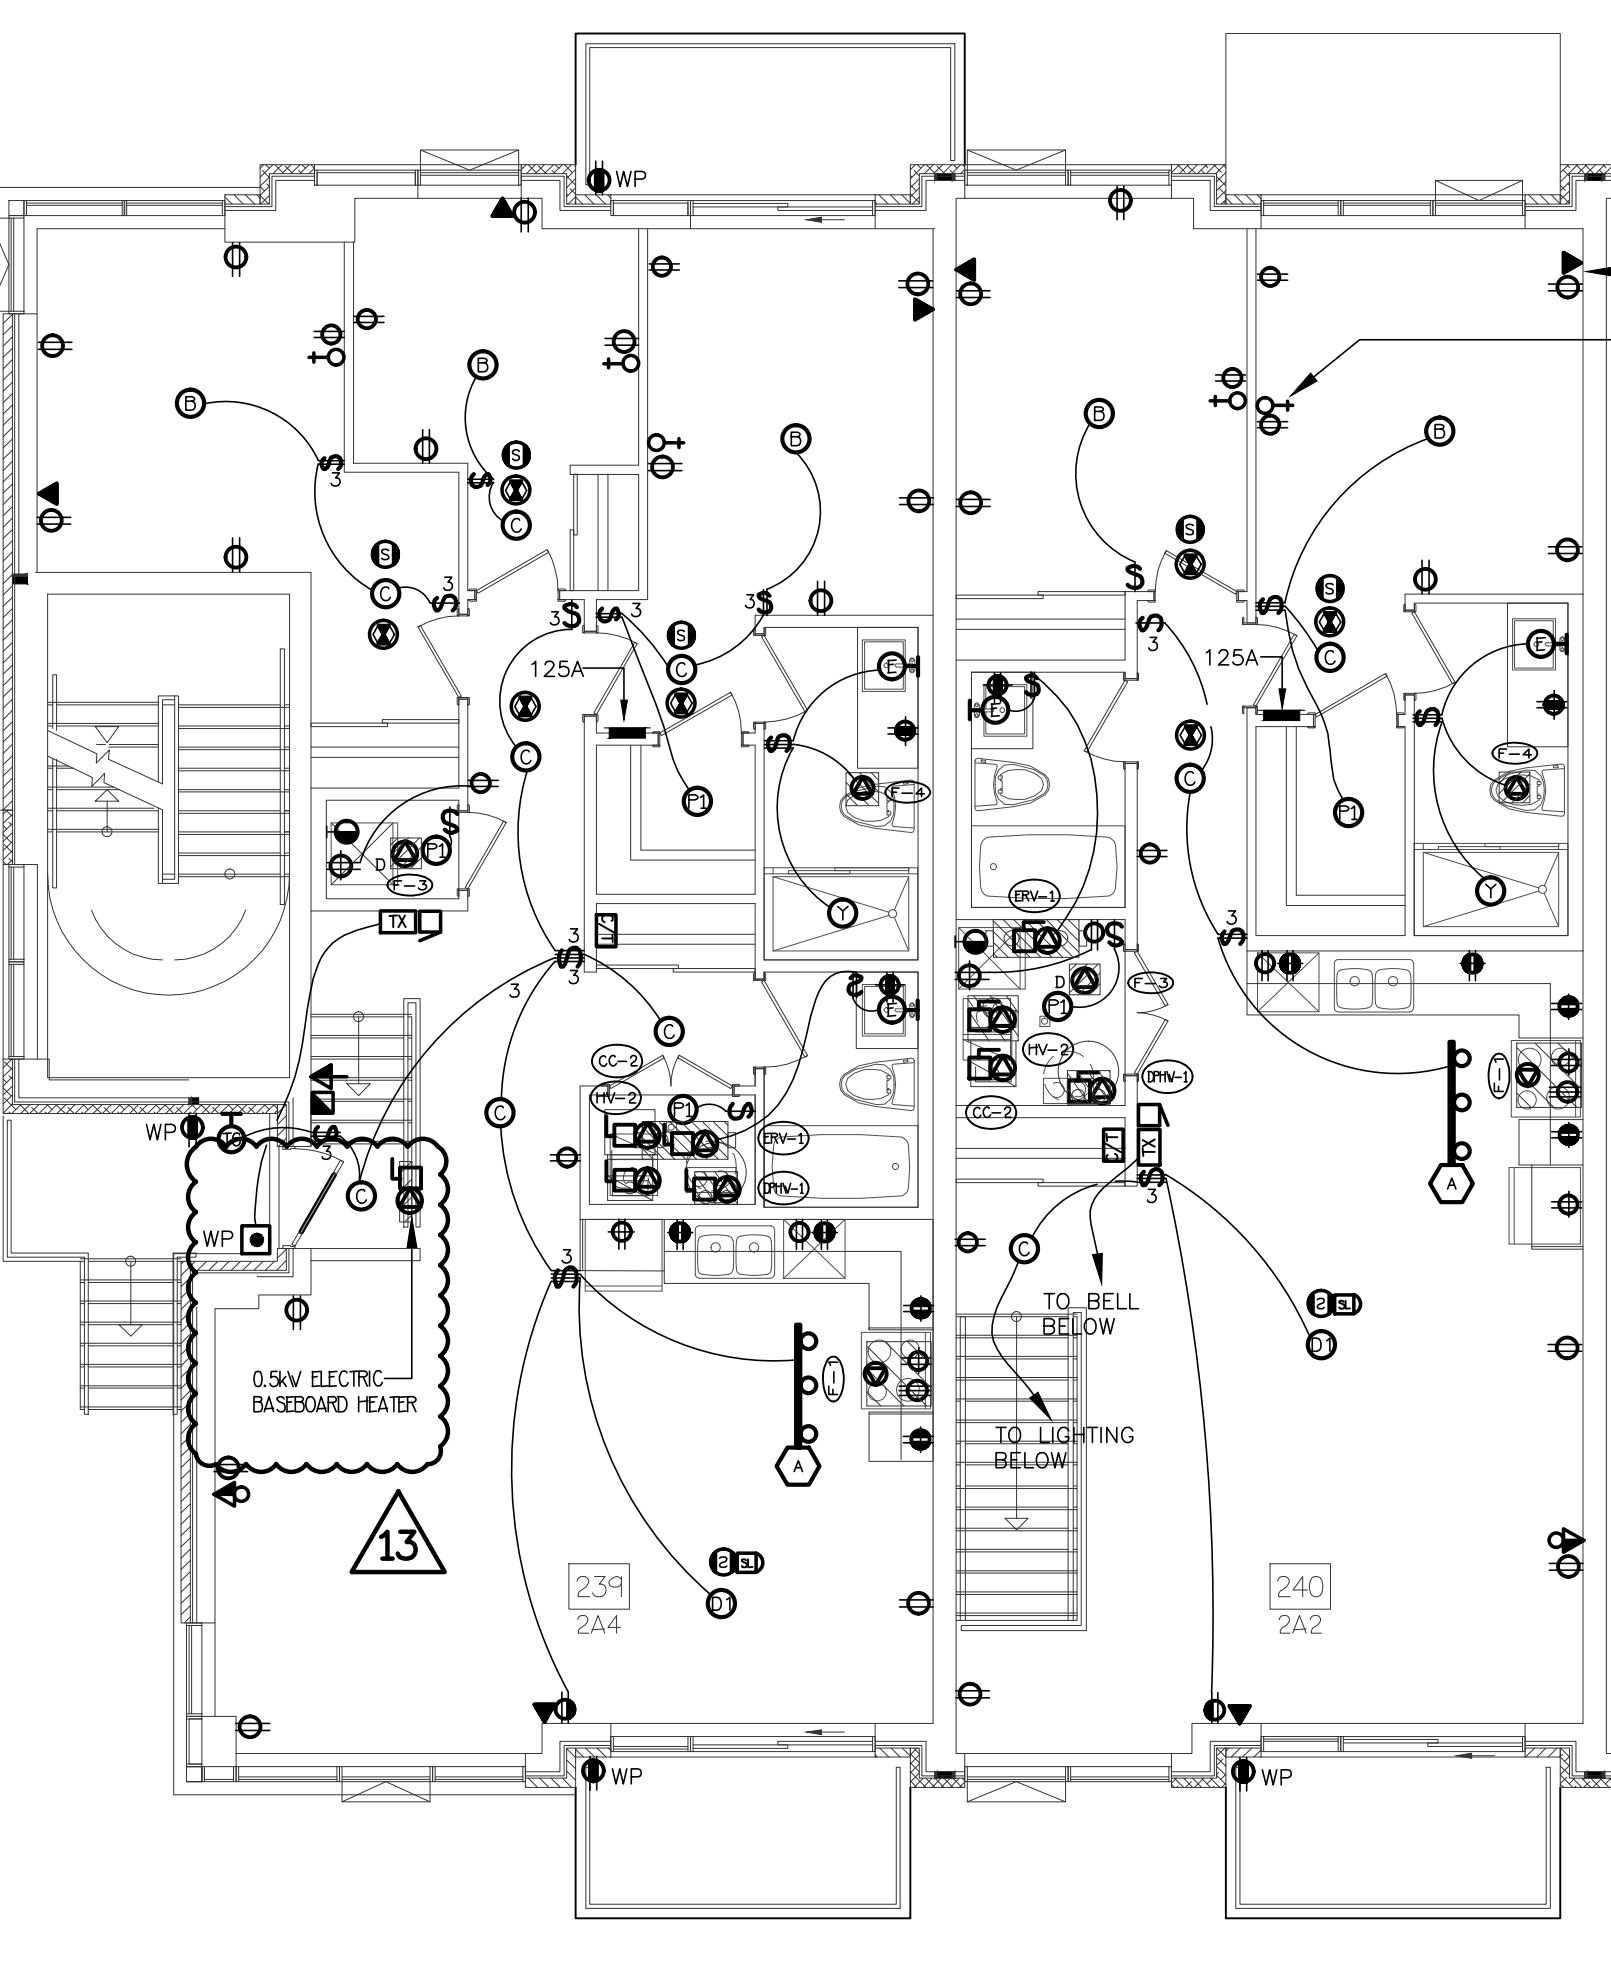 WP
B
B
B
B
B
S
3
C
S
S
S
3
C
3
3
S
C
125A
S
C
125A
E
F
E
F-4
F-4
C
C
P1
P1
P1
D
F-3
TX
C/T
Y
ERV-1
Y
3
3
3
3
D
F-3
P1
E
C
CC-2
HV-2
P1
HV-2
DPHV-1
F-1
C
CC-2
ERV-1
DPHV-1
C/T
TX
A
WP
TC
3
C
3
WP
3
C
TO BELL
BELOW
S
SL
D1
0.5kW ELECTRIC
BASEBOARD HEATER
F-1
A
TO LIGHTING
BELOW
13
S
SL
D1
239
2A4
240
2A2
WP
WP